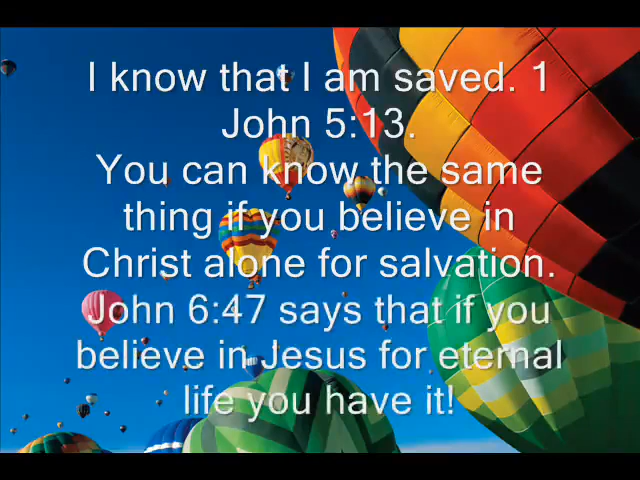 I know that I am saved. 1
John 5:13.
You can know the same
thing if you believe in
Christ alone for salvation.
John 6:47 says that if you
believe in Jesus for eternal
life you have it!